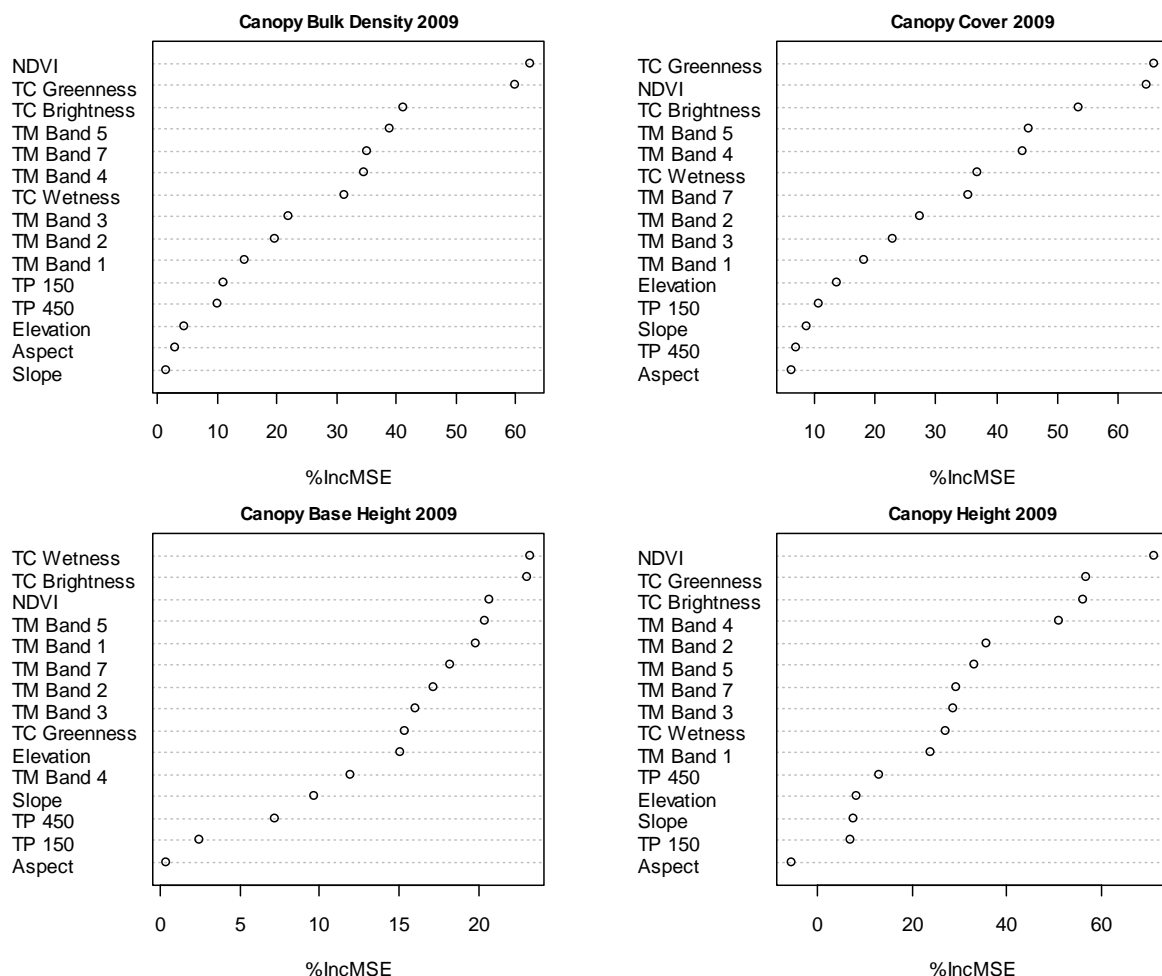 Canopy Bulk Density 2009
NDVI
TC Greenness
TC Brightness
TM Band 5
TM Band 7
TM Band 4
TC Wetness
TM Band 3
TM Band 2
TM Band 1
TP 150
TP 450
Elevation
Aspect
Slope
0 10 20 30 40 50 60
%IncMSE
Canopy Cover 2009
TC Greenness
NDVI
TC Brightness
TM Band 5
TM Band 4
TC Wetness
TM Band 7
TM Band 2
TM Band 3
TM Band 1
Elevation
TP 150
Slope
TP 450
Aspect
10 20 30 40 50 60
%IncMSE
Canopy Base Height 2009
TC Wetness
TC Brightness
NDVI
TM Band 5
TM Band 1
TM Band 7
TM Band 2
TM Band 3
TC Greenness
Elevation
TM Band 4
Slope
TP 450
TP 150
Aspect
0 5 10 15 20
%IncMSE
Canopy Height 2009
NDVI
TC Greenness
TC Brightness
TM Band 4
TM Band 2
TM Band 5
TM Band 7
TM Band 3
TC Wetness
TM Band 1
TP 450
Elevation
Slope
TP 150
Aspect
0 20 40 60
%IncMSE